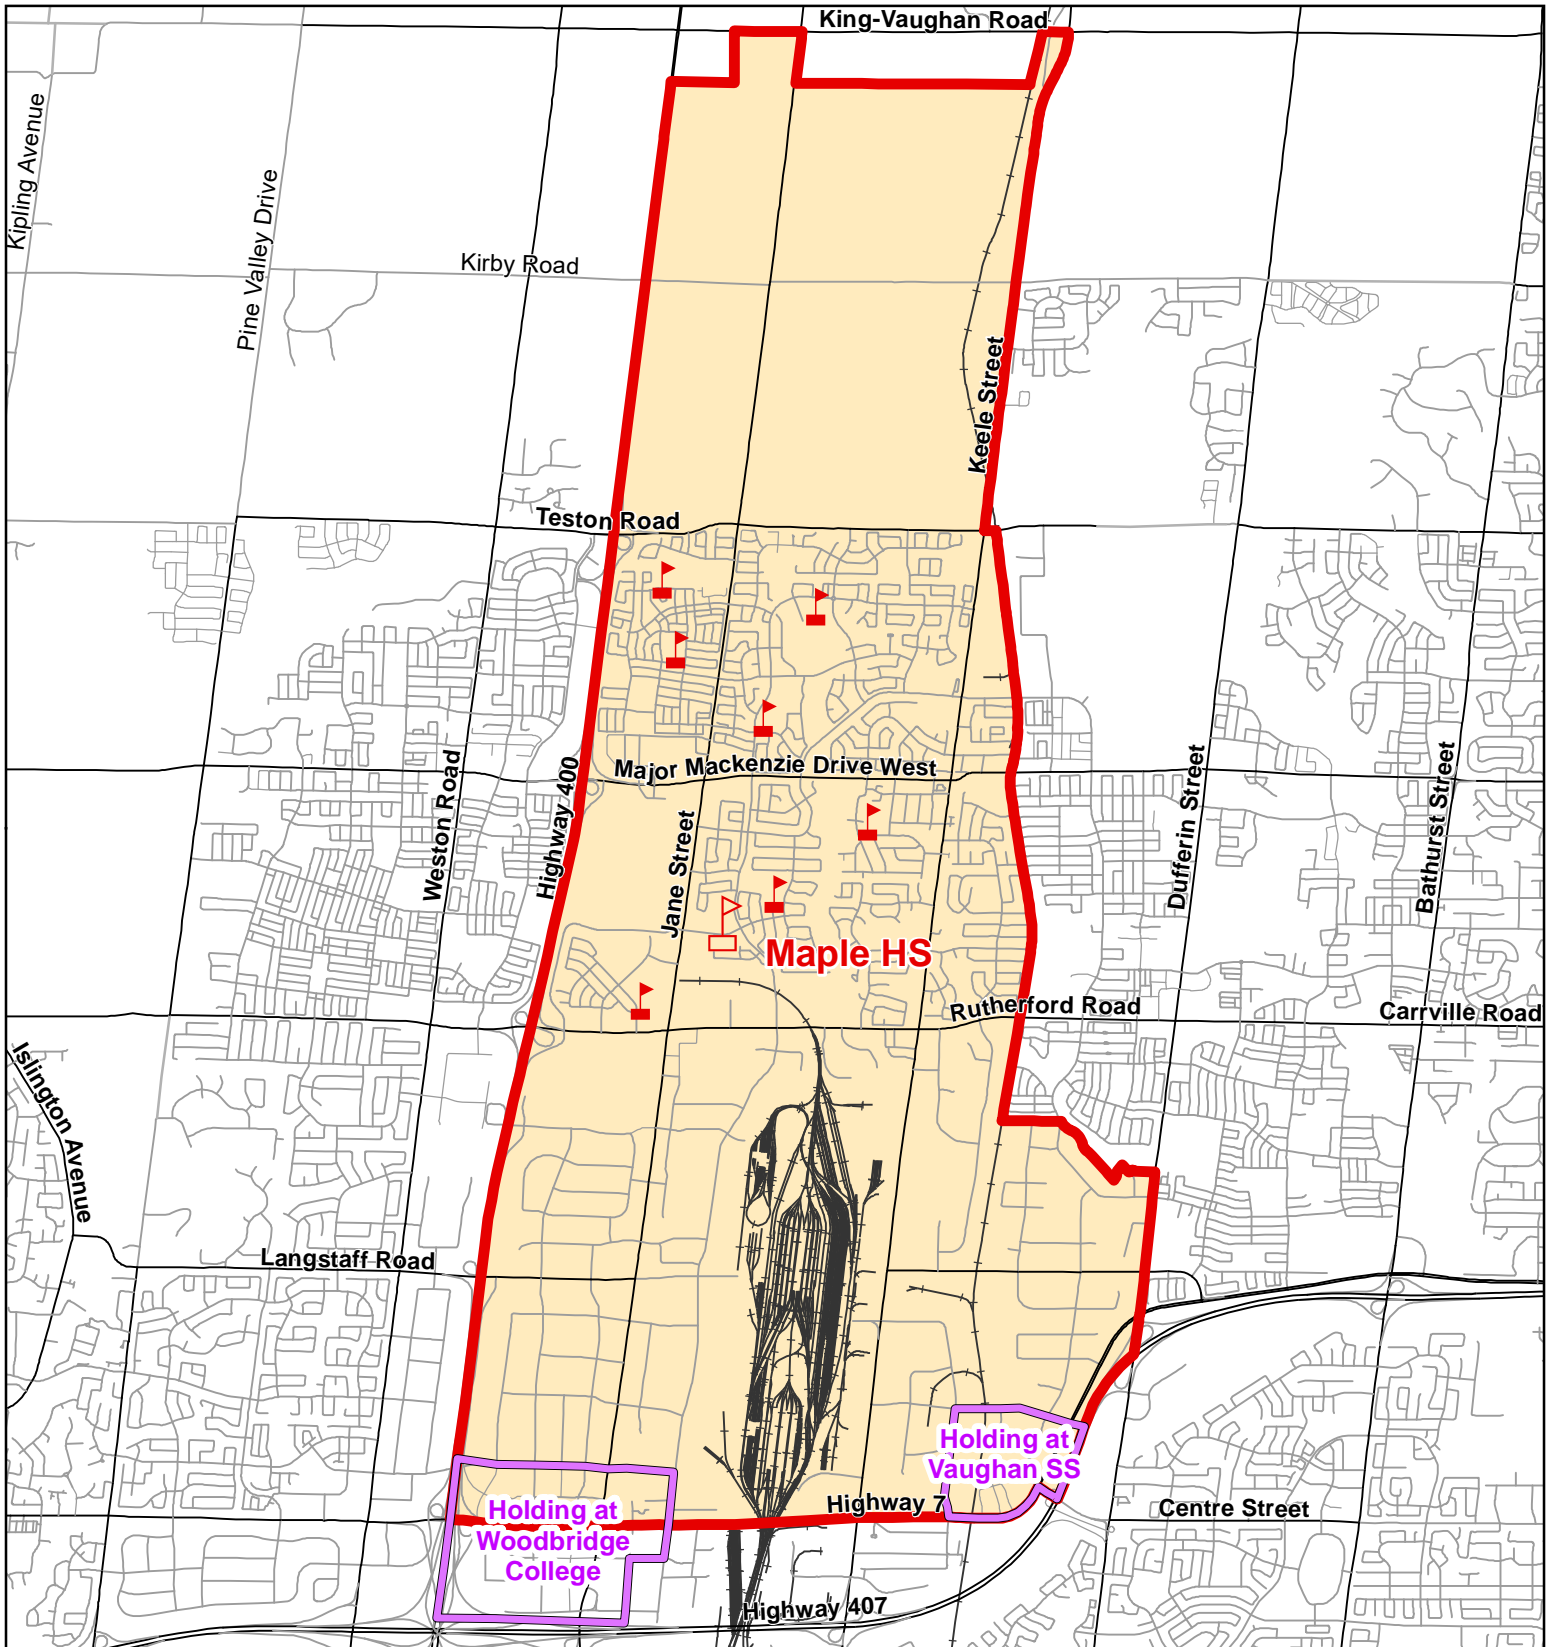 King-Vaughan Road
Kipling Avenue
Pine Valley Drive
Kirby Road
Keele Street
Teston Road
Major Mackenzie Drive West
Weston Road
Highway 400
Jane Street
Dufferin Street
Bathurst Street
Maple HS
Rutherford Road
Carrville Road
Islington Avenue
Langstaff Road
Holding at
Vaughan SS
Holding at
Woodbridge
College
Highway 7
Centre Street
Highway 407